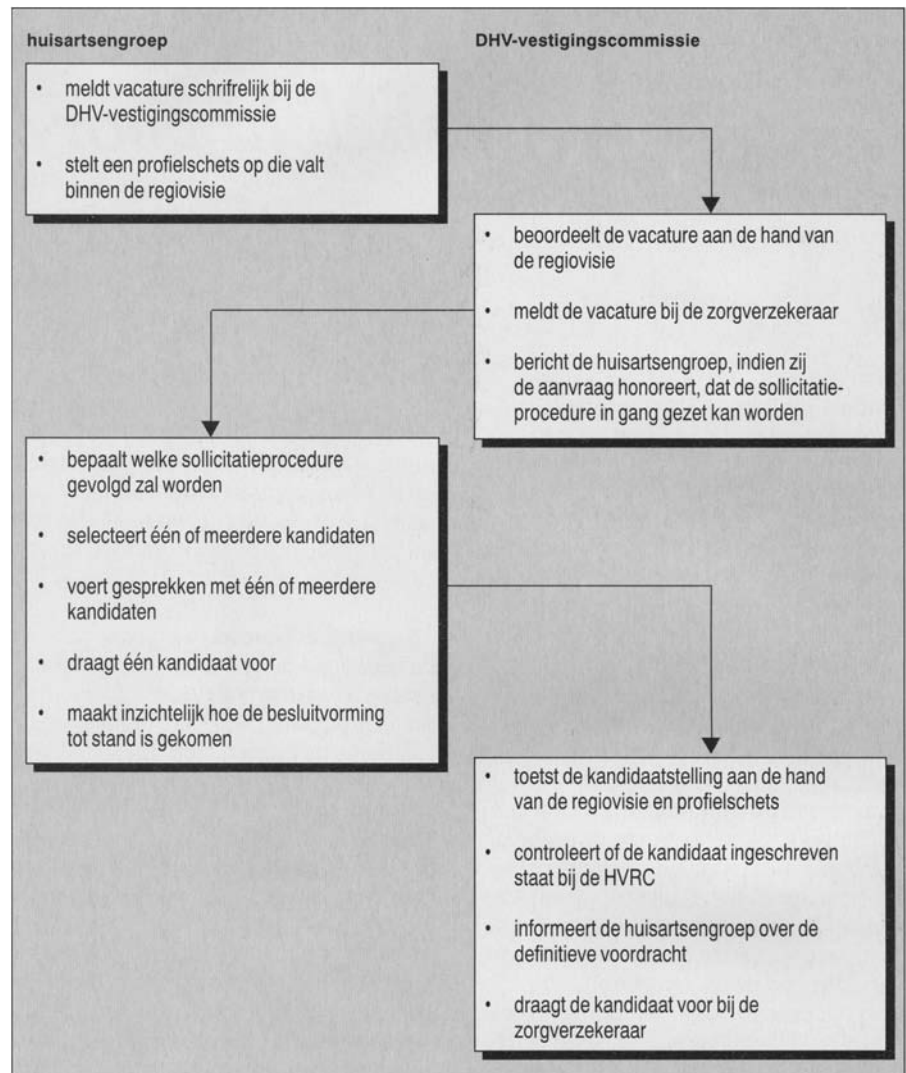 huisartsengroep
DHV-vestigingscommissie
• meldt vacature schrifrelijk bij de
DHV-vestigingscommissie
• stelt een profielschets op die valt
binnen de regiovisie
• beoordeelt de vacature aan de hand van
de regiovisie
• meldt de vacature bij de zorgverzekeraar
• bericht de huisartsengroep, indien zij
de aanvraag honoreert, dat de sollicitatie-
procedure in gang gezet kan worden
• bepaalt welke sollicitatieprocedure
gevolgd zal worden
• selecteert één of meerdere kandidaten
• voert gesprekken met één of meerdere
kandidaten
• draagt één kandidaat voor
• maakt inzichtelijk hoe de besluitvorming
tot stand is gekomen
• toetst de kandidaatstelling aan de hand
van de regiovisie en profielschets
• controleert of de kandidaat ingeschreven
staat bij de HVRC
• informeert de huisartsengroep over de
definitieve voordracht
• draagt de kandidaat voor bij de
zorgverzekeraar